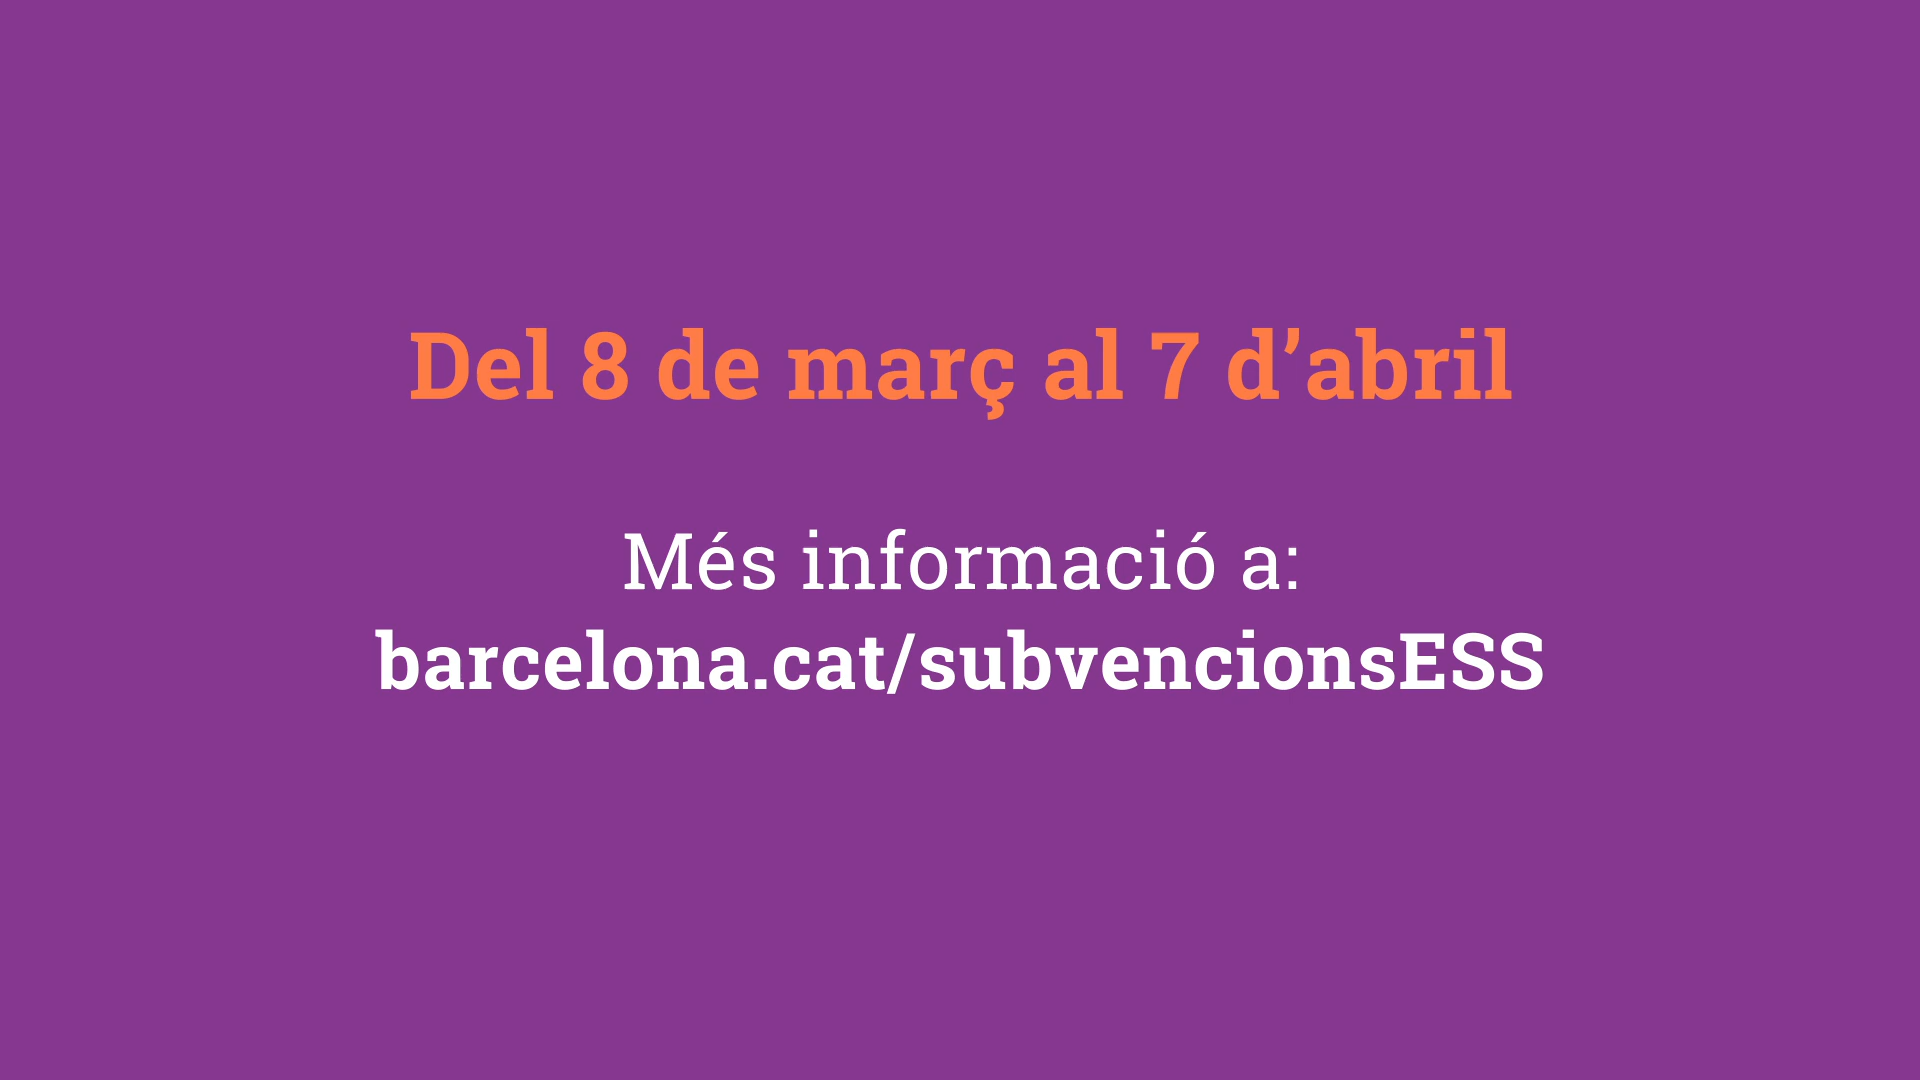 Del 8 de març al 7 d’abril
Més informació a:
barcelona.cat/subvencionsESS